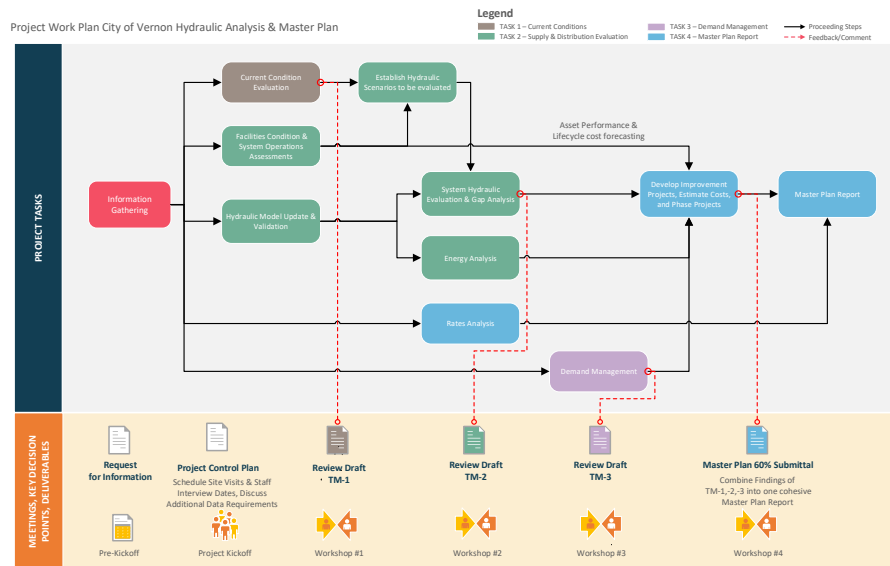 Project Work Plan City of Vernon Hydraulic Analysis & Master Plan
Legend
TASK 1 – Current Conditions
TASK 2 – Supply & Distribution Evaluation
TASK 3 – Demand Management
TASK 4 – Master Plan Report
Proceeding Steps
Feedback/Comment
PROJECT TASKS
Current Condition
Evaluation
Establish Hydraulic
Scenarios to be evaluated
Facilities Condition &
System Operations
Assessments
Asset Performance &
Lifecycle cost forecasting
Information
Gathering
Hydraulic Model Update &
Validation
System Hydraulic
Evaluation & Gap Analysis
Develop Improvement
Projects, Estimate Costs,
and Phase Projects
Master Plan Report
Energy Analysis
Rates Analysis
Demand Management
MEETINGS, KEY DECISION
POINTS, DELIVERABLES
Request
for Information
Project Control Plan
Schedule Site Visits & Staff
Interview Dates, Discuss
Additional Data Requirements
Review Draft
TM-1
Review Draft
TM-2
Review Draft
TM-3
Master Plan 60% Submittal
Combine Findings of
TM-1,-2,-3 into one cohesive
Master Plan Report
Pre-Kickoff
Project Kickoff
Workshop #1
Workshop #2
Workshop #3
Workshop #4